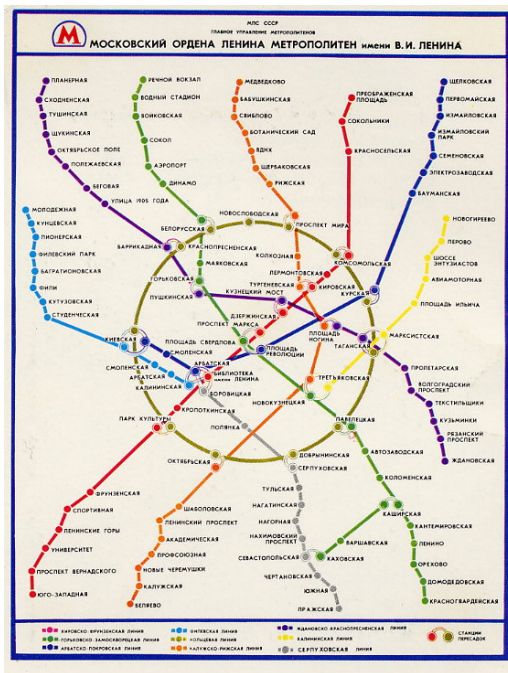 МПС СССР
ГЛАВНОЕ УПРАВЛЕНИЕ МЕТРОПОЛИТЕНОВ
М
МОСКОВСКИЙ ОРДЕНА ЛЕНИНА МЕТРОПОЛИТЕН имени В.И. ЛЕНИНА
ПЛАНЕРНАЯ
СХОДНЕНСКАЯ
ТУШИНСКАЯ
ЩУКИНСКАЯ
ОКТЯБРЬСКОЕ ПОЛЕ
ПОЛЕЖАЕВСКАЯ
БЕГОВАЯ
УЛИЦА 1905 ГОДА
БАРРИКАДНАЯ
РЕЧНОЙ ВОКЗАЛ
ВОДНЫЙ СТАДИОН
ВОЙКОВСКАЯ
СОКОЛ
АЭРОПОРТ
ДИНАМО
БЕЛОРУССКАЯ
НОВОСЛОБОДСКАЯ
КРАСНОПРЕСНЕНСКАЯ
МЕДВЕДКОВО
БАБУШКИНСКАЯ
СВИБЛОВО
БОТАНИЧЕСКИЙ САД
ВДНХ
ЩЕРБАКОВСКАЯ
РИЖСКАЯ
ПРОСПЕКТ МИРА
ПРЕОБРАЖЕНСКАЯ
ПЛОЩАДЬ
СОКОЛЬНИКИ
КРАСНОСЕЛЬСКАЯ
КОМСОМОЛЬСКАЯ
ЩЕЛКОВСКАЯ
ПЕРВОМАЙСКАЯ
ИЗМАЙЛОВСКАЯ
ИЗМАЙЛОВСКИЙ
ПАРК
СЕМЕНОВСКАЯ
ЭЛЕКТРОЗАВОДСКАЯ
БАУМАНСКАЯ
НОВОГИРЕЕВО
ПЕРОВО
ШОССЕ
ЭНТУЗИАСТОВ
АВИАМОТОРНАЯ
ПЛОЩАДЬ ИЛЬИЧА
МАРКСИСТСКАЯ
МОЛОДЕЖНАЯ
КУНЦЕВСКАЯ
ПИОНЕРСКАЯ
ФИЛЕВСКИЙ ПАРК
БАГРАТИОНОВСКАЯ
ФИЛИ
КУТУЗОВСКАЯ
СТУДЕНЧЕСКАЯ
КИЕВСКАЯ
СМОЛЕНСКАЯ
СМОЛЕНСКАЯ
АРБАТСКАЯ
АРБАТСКАЯ
КАЛИНИНСКАЯ
МАЯКОВСКАЯ
ГОРЬКОВСКАЯ
ПУШКИНСКАЯ
КУЗНЕЦКИЙ МОСТ
КОЛХОЗНАЯ
ЛЕРМОНТОВСКАЯ
ТУРГЕНЕВСКАЯ
КИРОВСКАЯ
КУРСКАЯ
ДЗЕРЖИНСКАЯ
ПРОСПЕКТ МАРКСА
ПЛОЩАДЬ СВЕРДЛОВА
ПЛОЩАДЬ
РЕВОЛЮЦИИ
ПЛОЩАДЬ
НОГИНА
ТАГАНСКАЯ
БИБЛИОТЕКА
ИМЕНИ ЛЕНИНА
БОРОВИЦКАЯ
КРОПОТКИНСКАЯ
ПОЛЯНКА
ТРЕТЬЯКОВСКАЯ
НОВОКУЗНЕЦКАЯ
ПАВЕЛЕЦКАЯ
ПРОЛЕТАРСКАЯ
ВОЛГОГРАДСКИЙ
ПРОСПЕКТ
ТЕКСТИЛЬЩИКИ
КУЗЬМИНКИ
РЯЗАНСКИЙ
ПРОСПЕКТ
ЖДАНОВСКАЯ
ПАРК КУЛЬТУРЫ
ОКТЯБРЬСКАЯ
ДОБРЫНИНСКАЯ
СЕРПУХОВСКАЯ
ФРУНЗЕНСКАЯ
СПОРТИВНАЯ
ЛЕНИНСКИЕ ГОРЫ
УНИВЕРСИТЕТ
ПРОСПЕКТ ВЕРНАДСКОГО
ЮГО-ЗАПАДНАЯ
ШАБОЛОВСКАЯ
ЛЕНИНСКИЙ ПРОСПЕКТ
АКАДЕМИЧЕСКАЯ
ПРОФСОЮЗНАЯ
НОВЫЕ ЧЕРЕМУШКИ
КАЛУЖСКАЯ
БЕЛЯЕВО
ТУЛЬСКАЯ
НАГАТИНСКАЯ
НАГОРНАЯ
НАХИМОВСКИЙ
ПРОСПЕКТ
СЕВАСТОПОЛЬСКАЯ
ЧЕРТАНОВСКАЯ
ЮЖНАЯ
ПРАЖСКАЯ
АВТОЗАВОДСКАЯ
КОЛОМЕНСКАЯ
КАШИРСКАЯ
ВАРШАВСКАЯ
КАХОВСКАЯ
КАНТЕМИРОВСКАЯ
ЛЕНИНО
ОРЕХОВО
ДОМОДЕДОВСКАЯ
КРАСНОГВАРДЕЙСКАЯ
КИРОВСКО-ФРУНЗЕНСКАЯ ЛИНИЯ
ГОРЬКОВСКО-ЗАМОСКВОРЕЦКАЯ ЛИНИЯ
АРБАТСКО-ПОКРОВСКАЯ ЛИНИЯ
ФИЛЕВСКАЯ ЛИНИЯ
КОЛЬЦЕВАЯ ЛИНИЯ
КАЛУЖСКО-РИЖСКАЯ ЛИНИЯ
ЖДАНОВСКО-КРАСНОПРЕСНЕНСКАЯ ЛИНИЯ
КАЛИНИНСКАЯ ЛИНИЯ
СЕРПУХОВСКАЯ ЛИНИЯ
СТАНЦИИ
ПЕРЕСАДОК